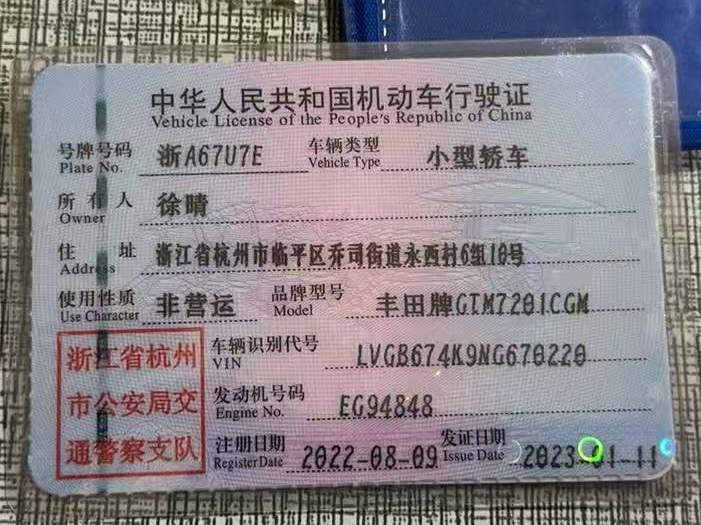 中华人民共和国机动车行驶证
Vehicle License of the People's Republic of China
号牌号码 浙A67U7E 车辆类型 小型轿车
Plate No. Vehicle Type
所有人 徐晴
Owner
住址 浙江省杭州市临平区乔司街道永西村6组10号
Address
使用性质 非营运 品牌型号 丰田牌GTM7201CGM
Use Character Model
浙江省杭州
市公安局交
通警察支队
车辆识别代号 LVGB674K9NG670220
VIN
发动机号码 EG94848
Engine No.
注册日期 2022-08-09 发证日期 2023-01-11
Register Date Issue Date